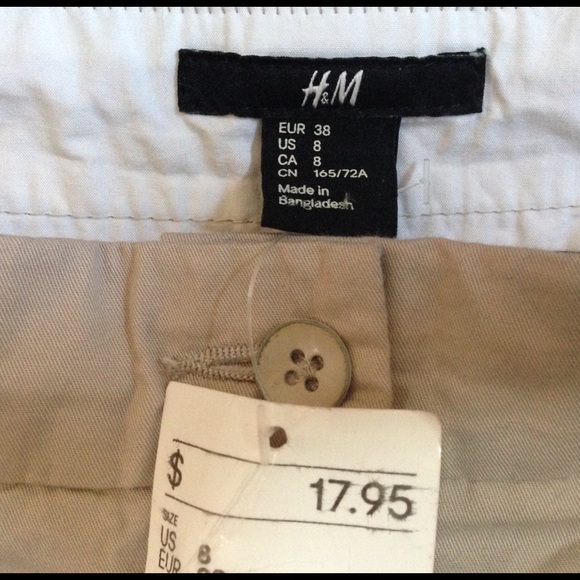 H&M
EUR 38
US 8
CA 8
CN 165/72A
Made in
Bangladesh
$ 17.95
SIZE
US 8
EUR